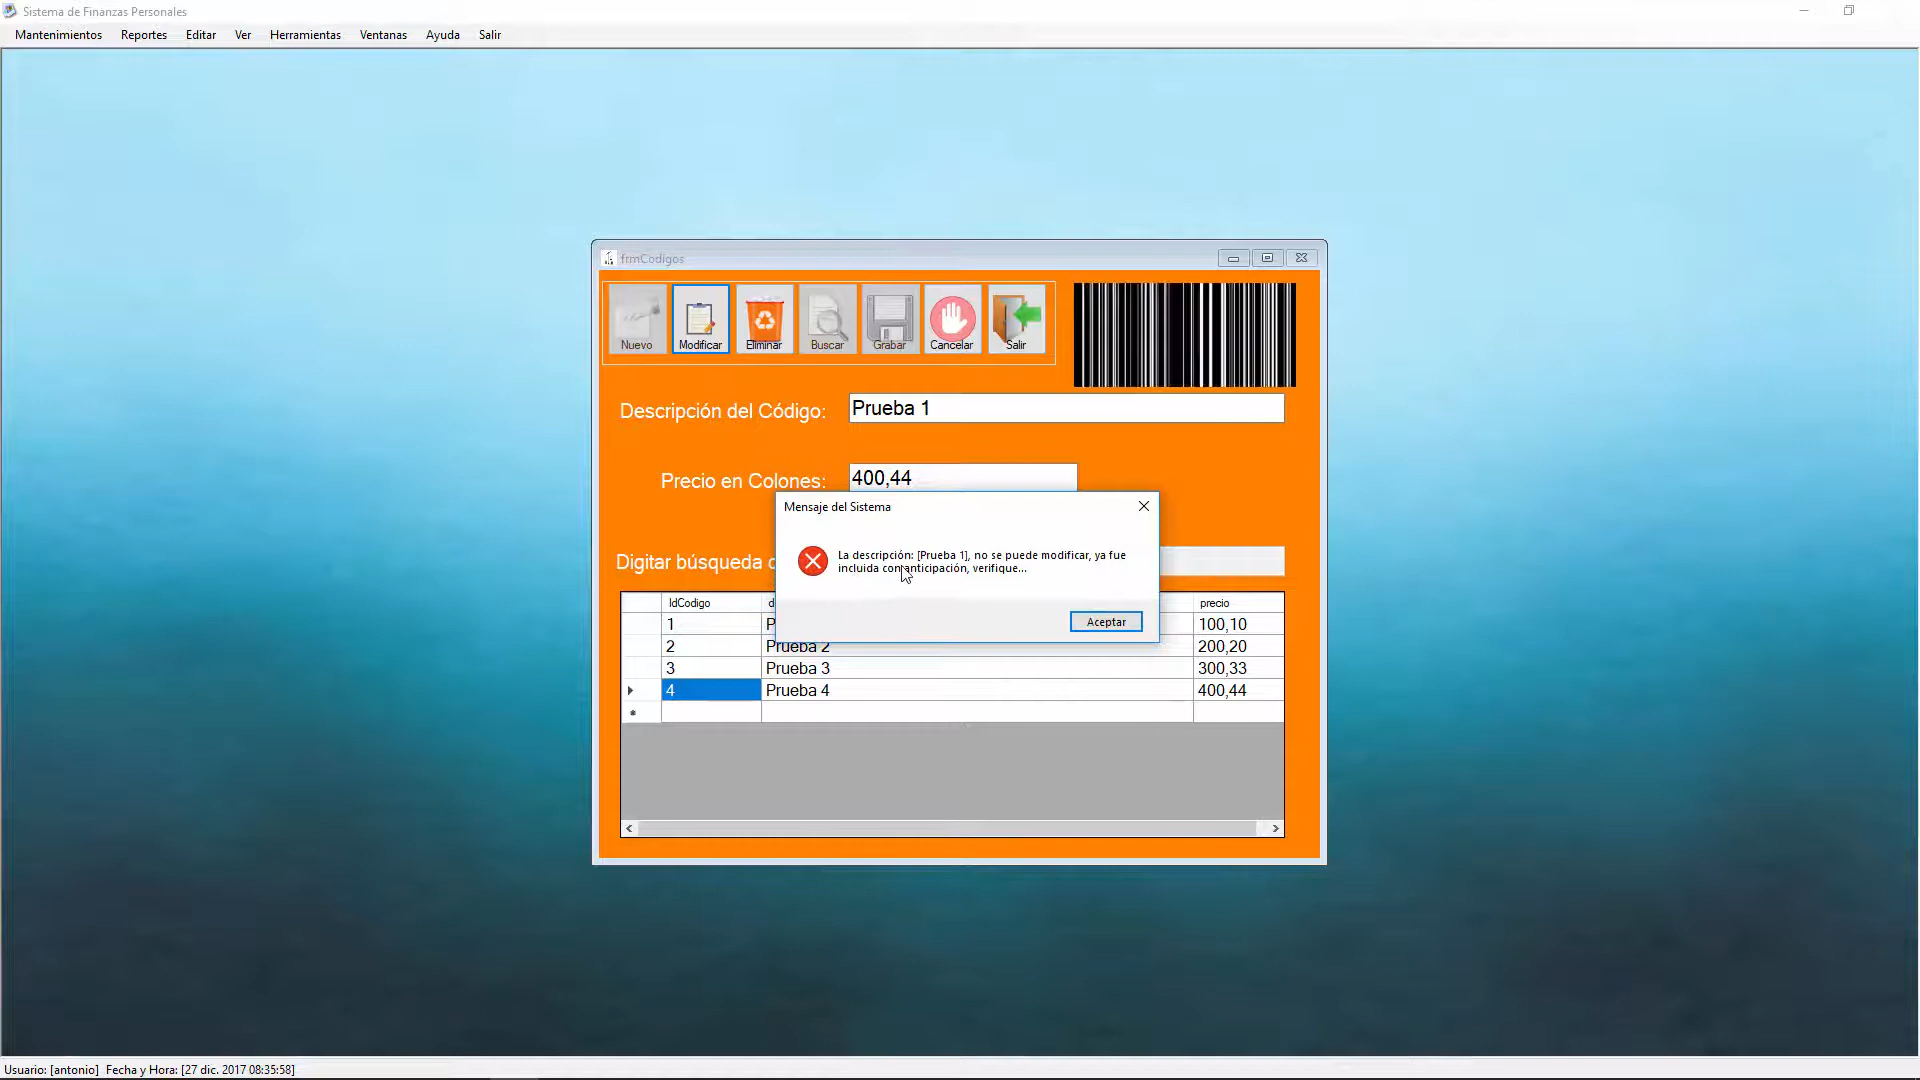 Sistema de Finanzas Personales
Mantenimientos Reportes Editar Ver Herramientas Ventanas Ayuda Salir
frmCodigos
Nuevo Modificar Eliminar Buscar Grabar Cancelar Salir
Descripción del Código: Prueba 1
Precio en Colones: 400,44
Mensaje del Sistema
La descripción: [Prueba 1], no se puede modificar, ya fue
incluida con anticipación, verifique...
Digitar búsqueda
Aceptar
IdCodigo precio
1 100,10
2 Prueba 2 200,20
3 Prueba 3 300,33
4 Prueba 4 400,44
Usuario: [antonio] Fecha y Hora: [27 dic. 2017 08:35:58]